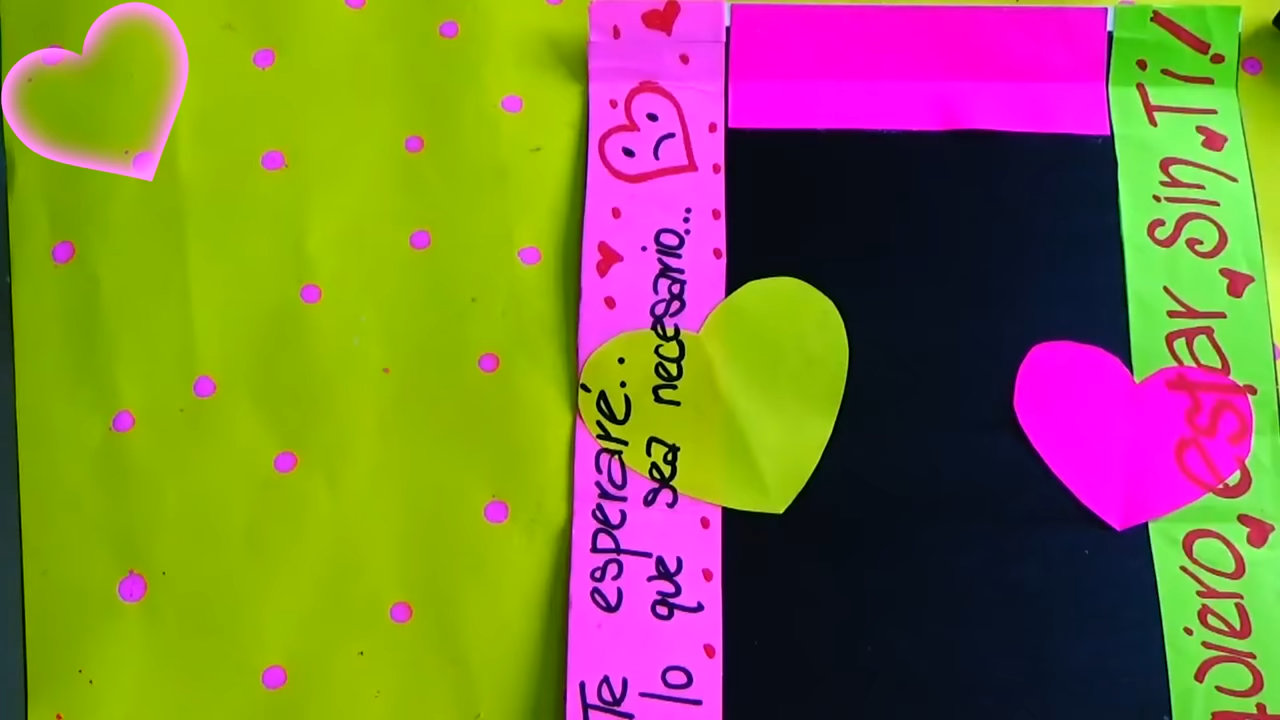 Te esperaré..
lo que sea necesario...
quiero, estar, Sin, Ti!